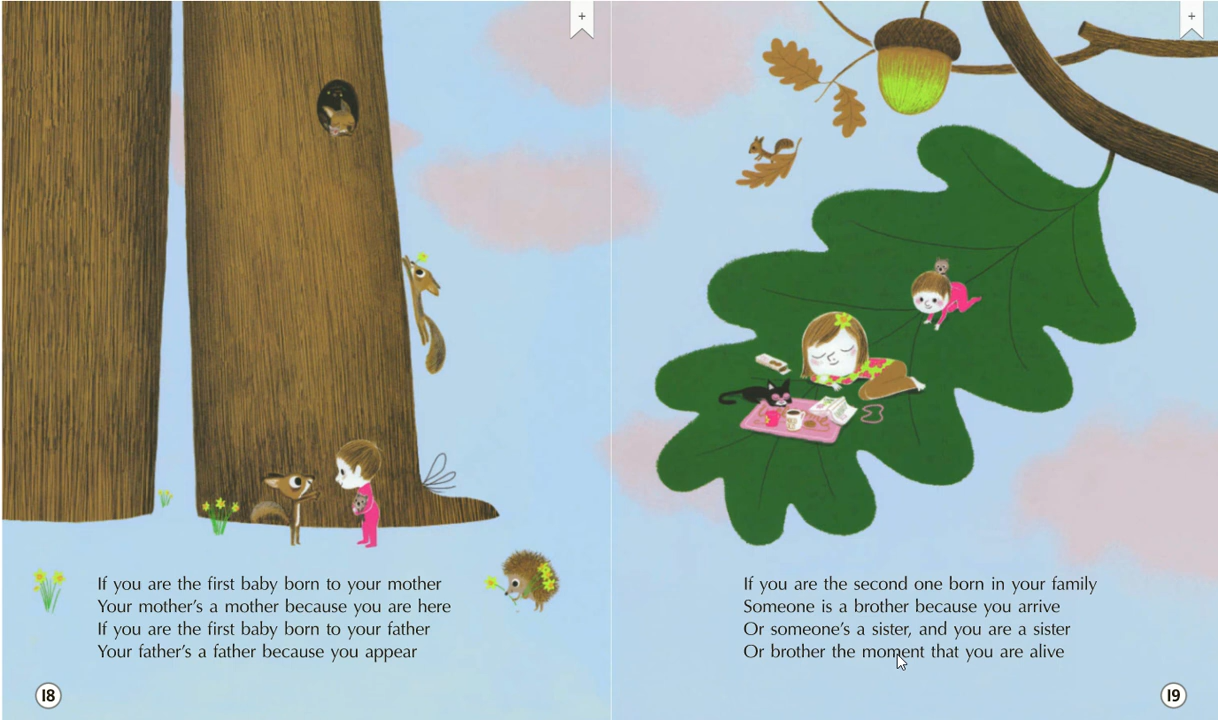 +
+
If you are the first baby born to your mother
Your mother's a mother because you are here
If you are the first baby born to your father
Your father's a father because you appear
18
If you are the second one born in your family
Someone is a brother because you arrive
Or someone's a sister, and you are a sister
Or brother the moment that you are alive
19